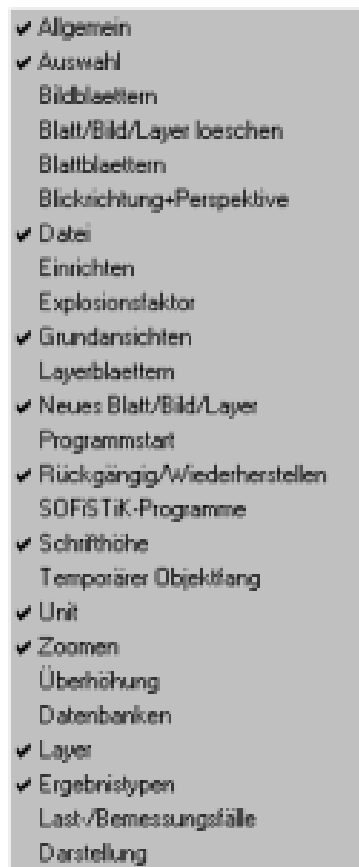 Allgemein
Auswahl
Bildblaettern
Blatt/Bild/Layer loeschen
Blattblaettern
Blickrichtung+Perspektive
Datei
Einrichten
Explosionsfaktor
Grundansichten
Layerblaettern
Neues Blatt/Bild/Layer
Programmstart
Rückgängig/Wiederherstellen
SOFiSTiK-Programme
Schrifthöhe
Temporärer Objektfang
Unit
Zoomen
Überhöhung
Datenbanken
Layer
Ergebnistypen
Last-/Bemessungsfälle
Darstellung